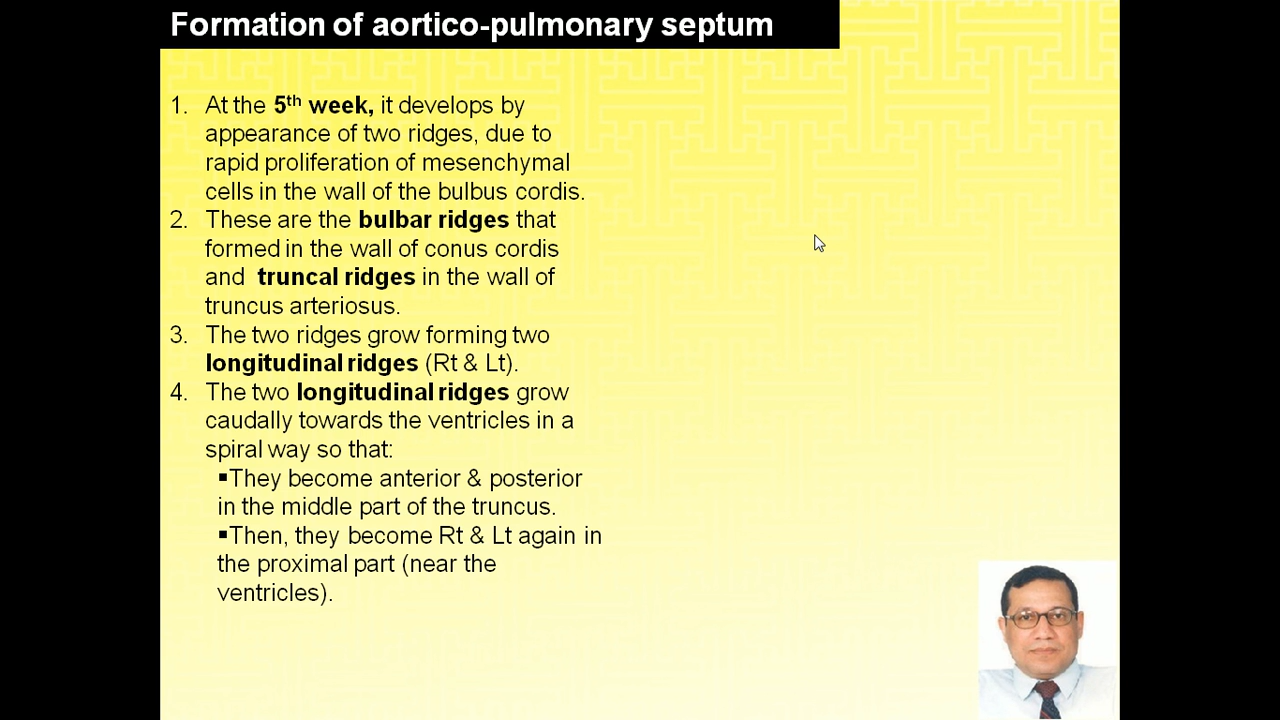 Formation of aortico-pulmonary septum
1. At the 5th week, it develops by
appearance of two ridges, due to
rapid proliferation of mesenchymal
cells in the wall of the bulbus cordis.
2. These are the bulbar ridges that
formed in the wall of conus cordis
and truncal ridges in the wall of
truncus arteriosus.
3. The two ridges grow forming two
longitudinal ridges (Rt & Lt).
4. The two longitudinal ridges grow
caudally towards the ventricles in a
spiral way so that:
▪They become anterior & posterior
in the middle part of the truncus.
▪Then, they become Rt & Lt again in
the proximal part (near the
ventricles).